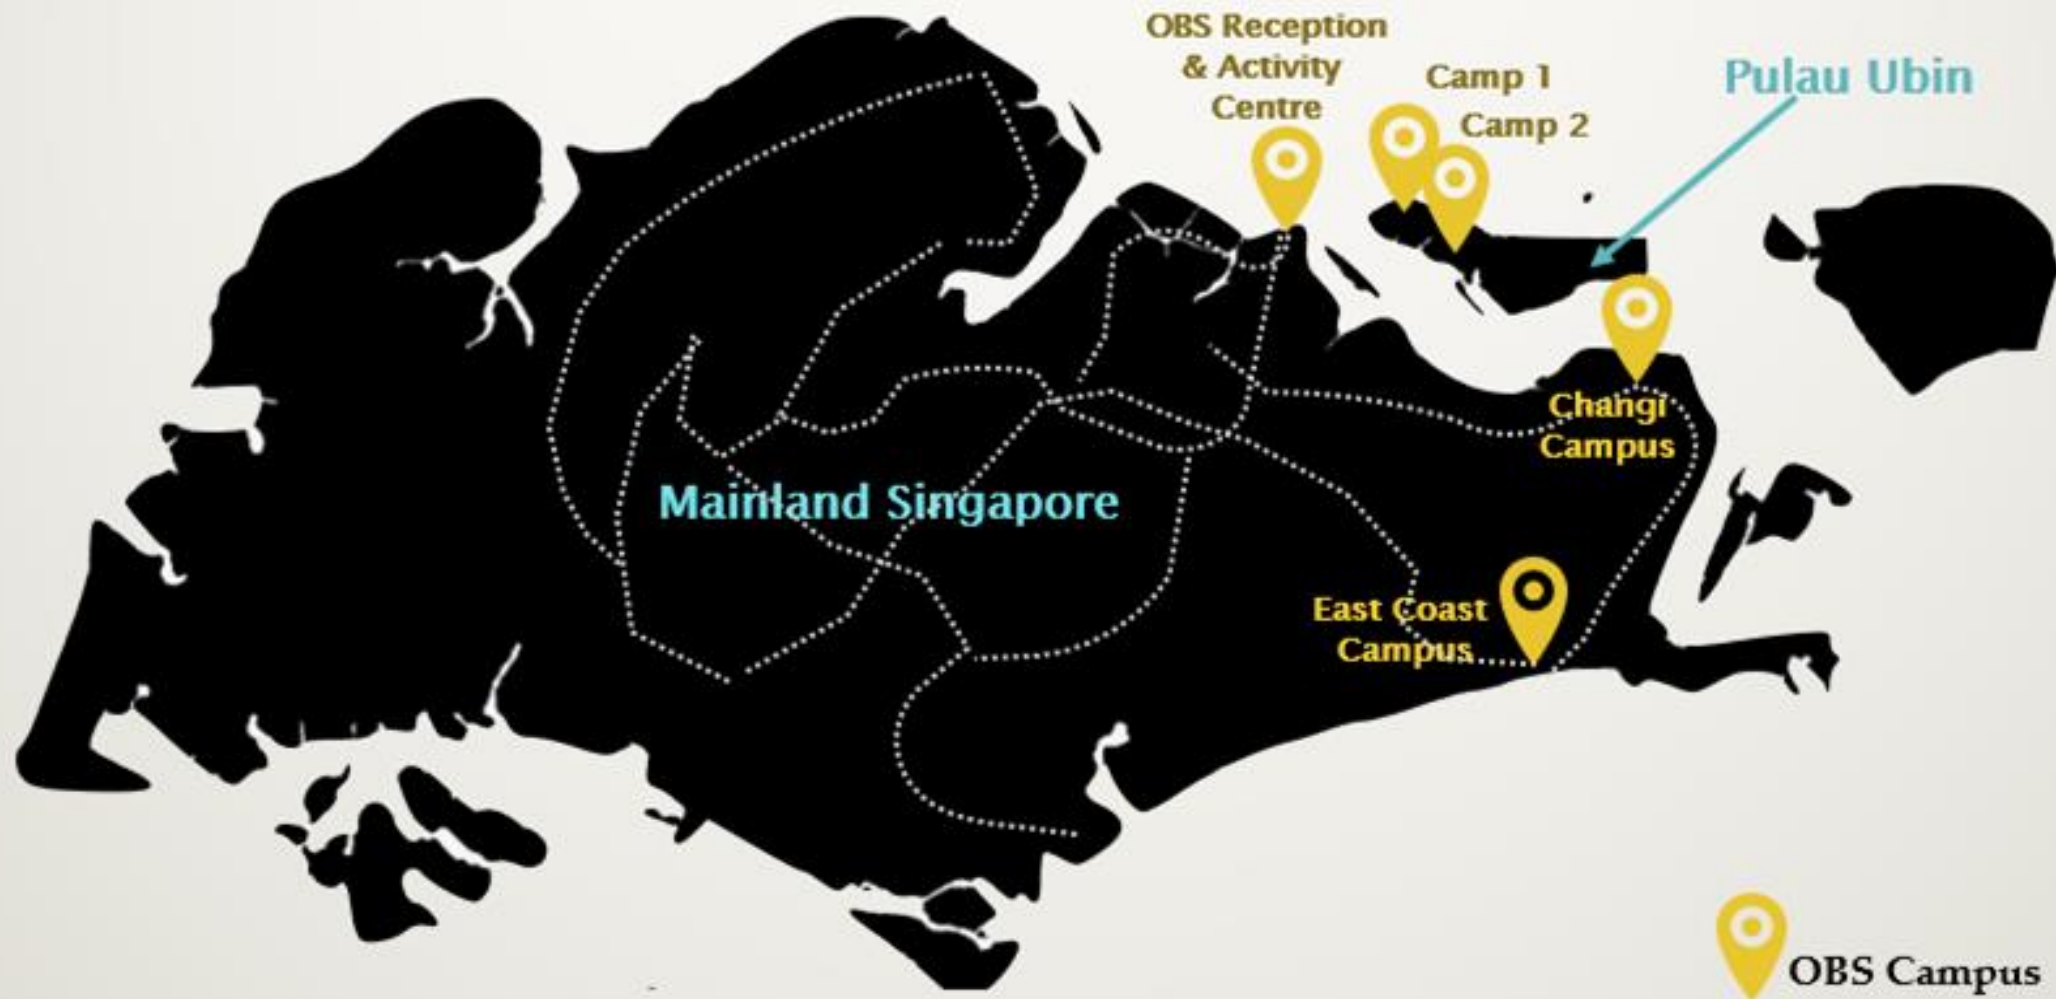 OBS Reception
& Activity
Centre
Camp 1
Camp 2
Pulau Ubin
Changi
Campus
Mainland Singapore
East Coast
Campus
OBS Campus